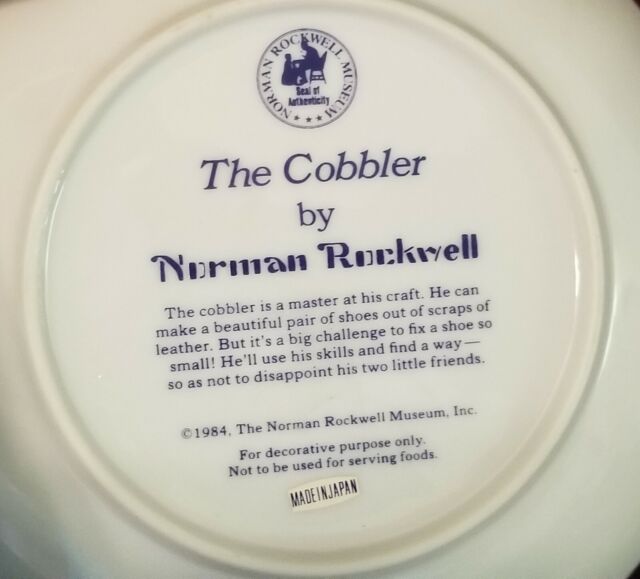 NORMAN ROCKWELL MUSEUM
Seal of
Authenticity
The Cobbler
by
Norman Rockwell
The cobbler is a master at his craft. He can
make a beautiful pair of shoes out of scraps of
leather. But it's a big challenge to fix a shoe so
small! He'll use his skills and find a way—
so as not to disappoint his two little friends.
©1984, The Norman Rockwell Museum, Inc.
For decorative purpose only.
Not to be used for serving foods.
MADE IN JAPAN